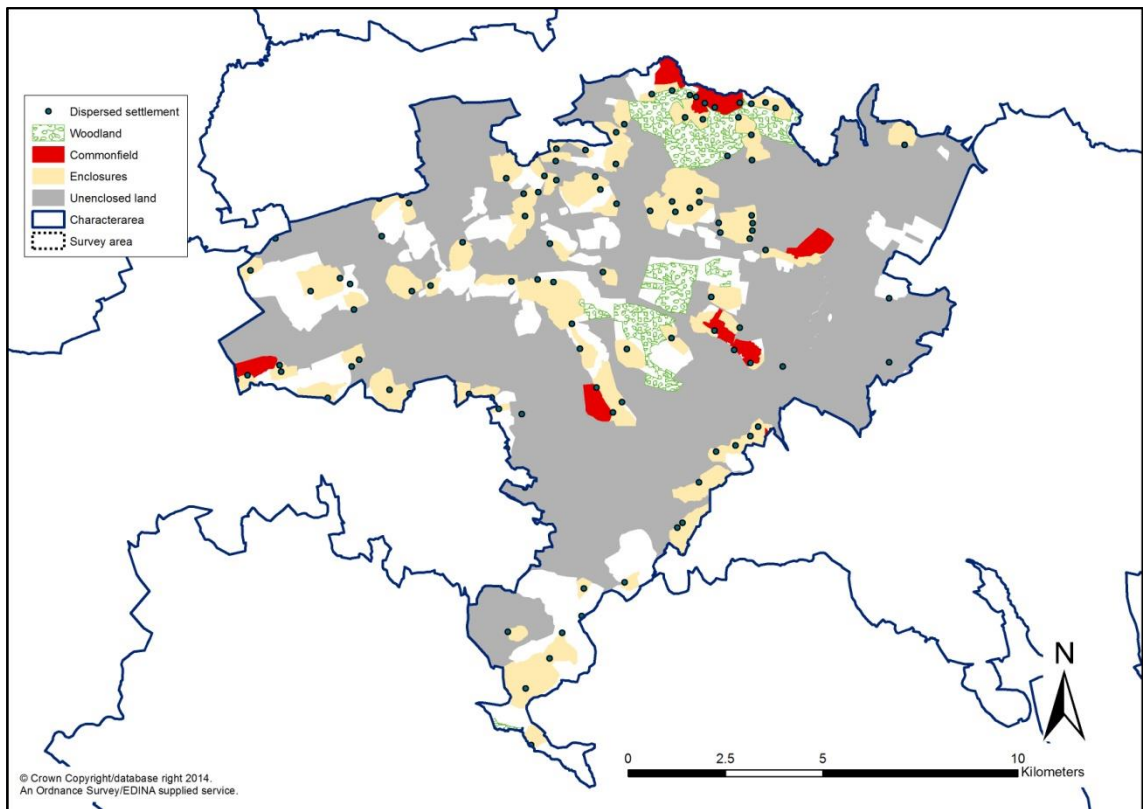 Dispersed settlement
Woodland
Commonfield
Enclosures
Unenclosed land
Characterarea
Survey area
N
0 2.5 5 10
Kilometers
© Crown Copyright/database right 2014.
An Ordnance Survey/EDINA supplied service.